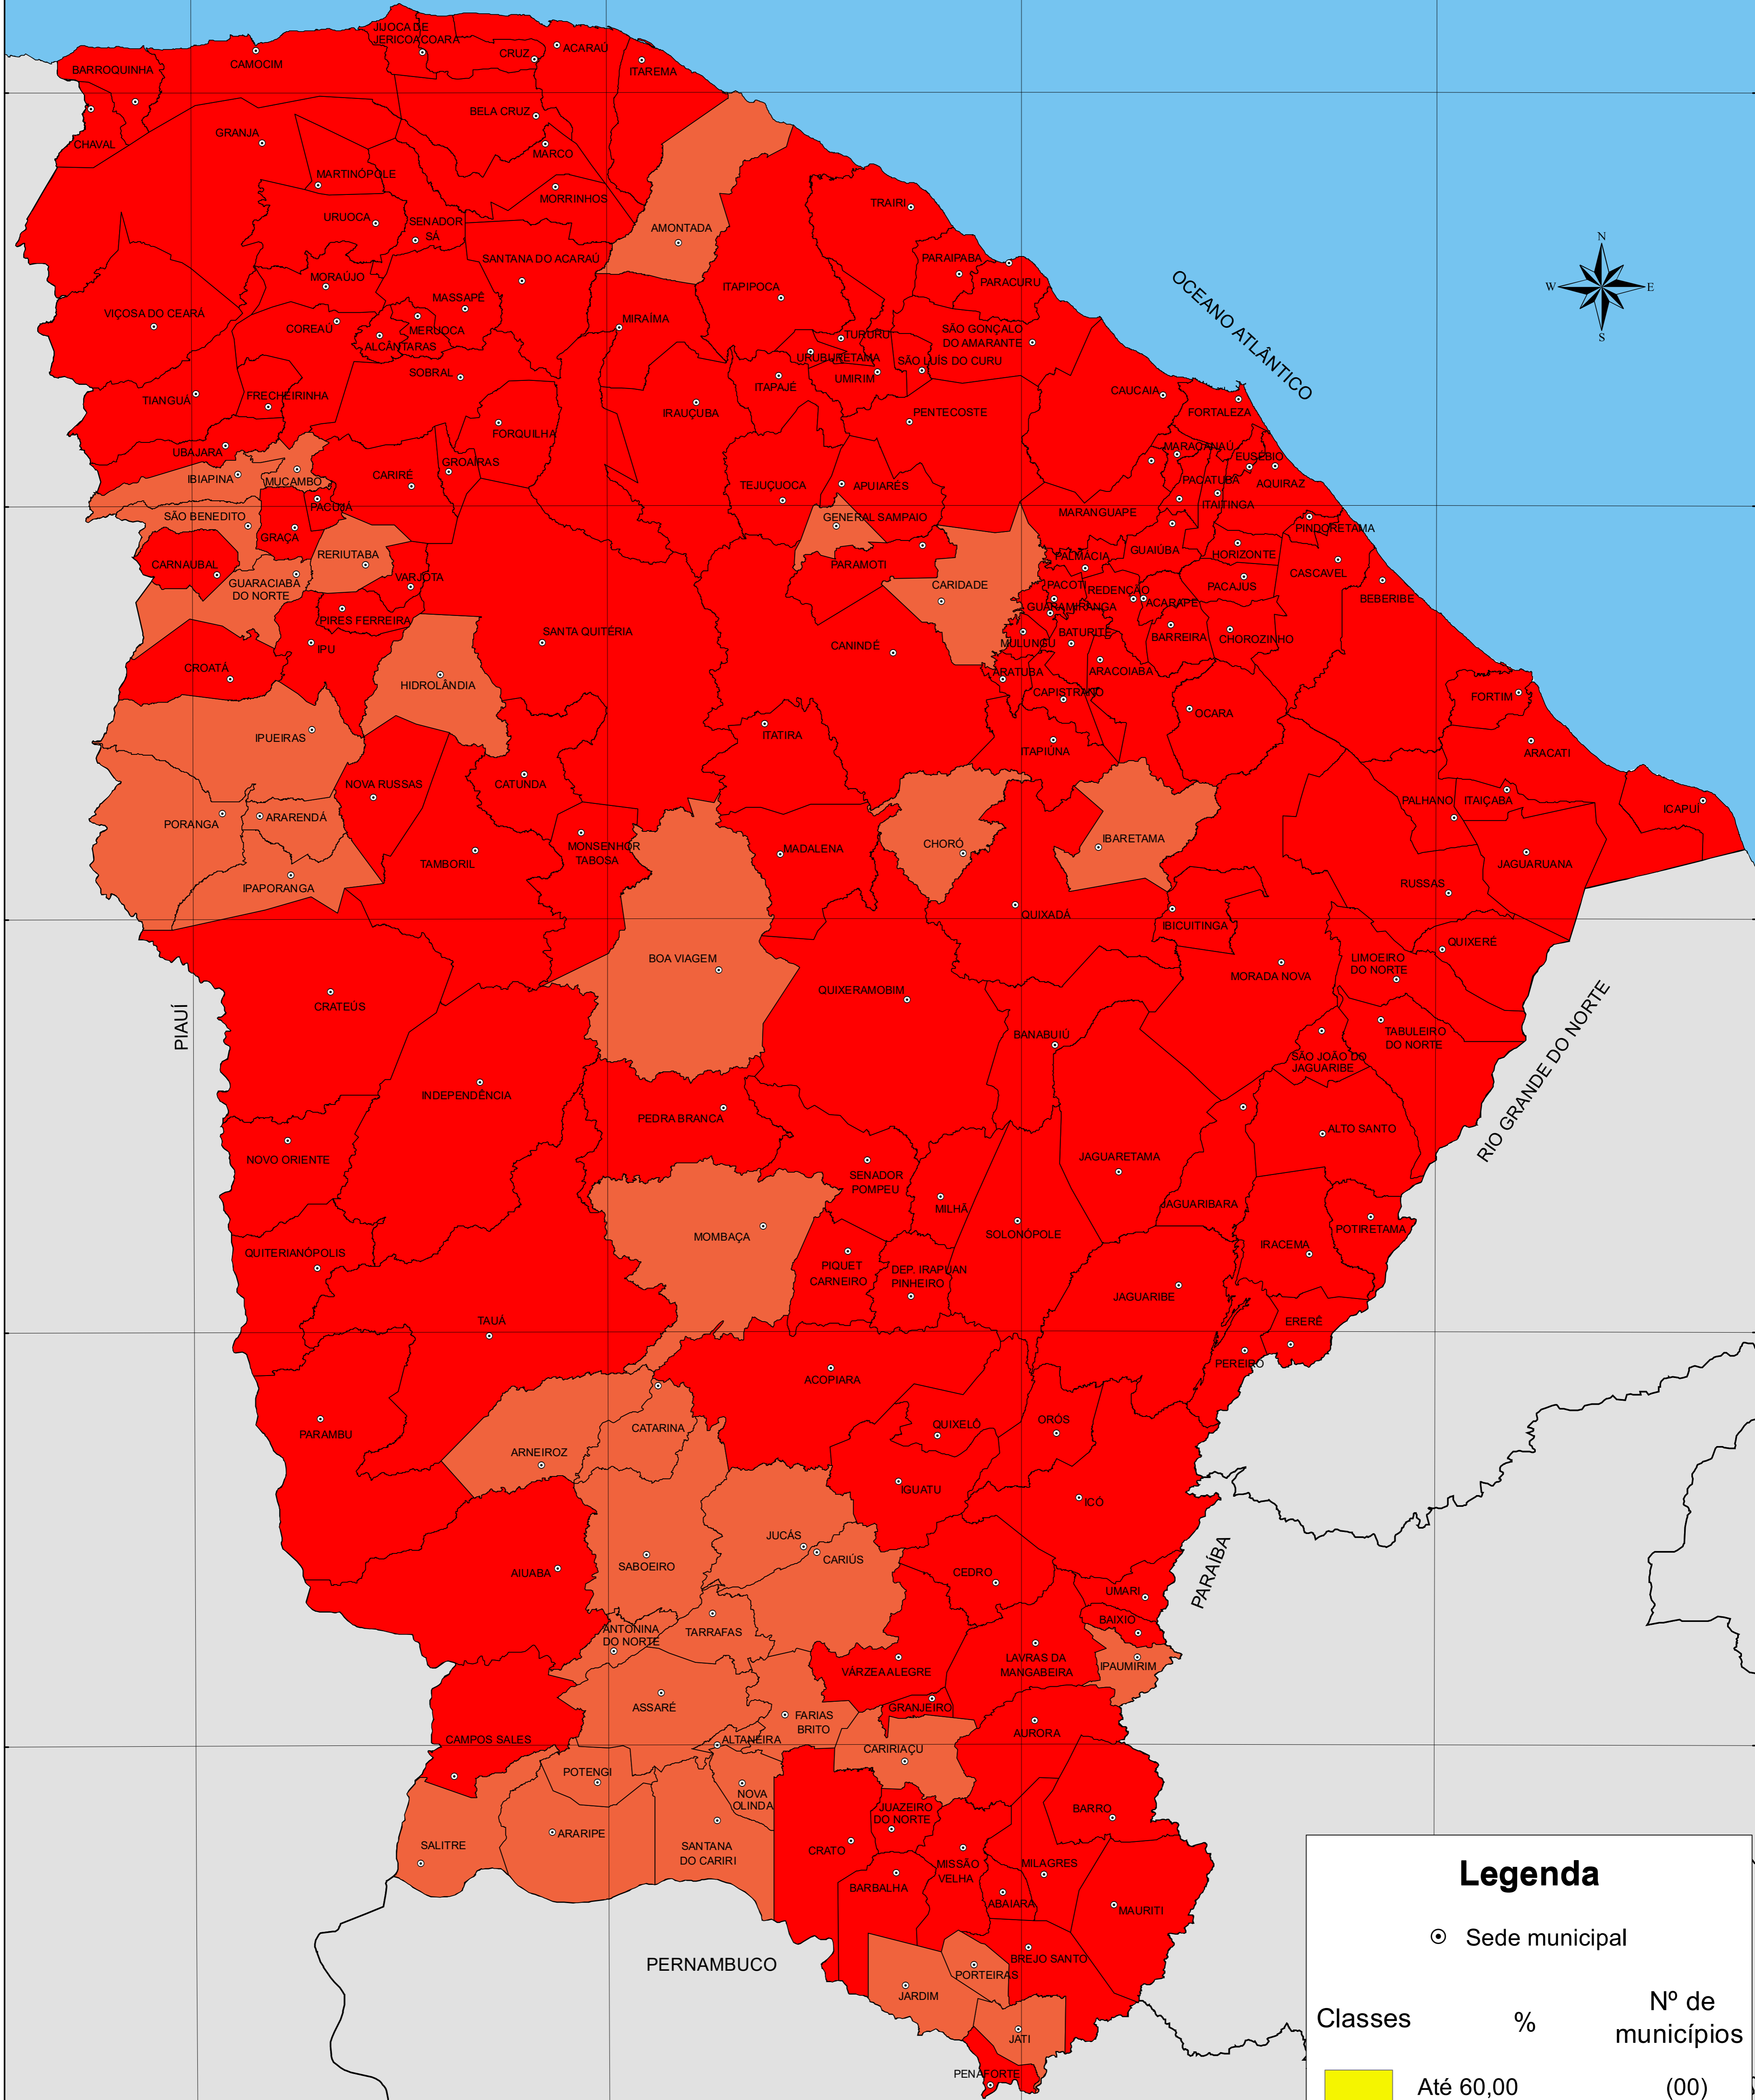 JIJOCA DE
JERICOACOARA
CRUZ
ACARAÚ
ITAREMA
BARROQUINHA
CAMOCIM
CHAVAL
GRANJA
BELA CRUZ
MARCO
MARTINÓPOLE
MORRINHOS
URUOCA
SENADOR
SÁ
AMONTADA
TRAIRI
N
W
E
S
SANTANA DO ACARAÚ
PARAIPABA
PARACURU
MORAÚJO
MASSAPÊ
ITAPIPOCA
OCEANO ATLÂNTICO
VIÇOSA DO CEARÁ
COREAÚ
MERUOCA
ALCÂNTARAS
MIRAÍMA
TURURU
SÃO GONÇALO
DO AMARANTE
URUBURETAMA
SÃO LUÍS DO CURU
SOBRAL
ITAPAJÉ
UMIRIM
TIANGUÁ
FRECHEIRINHA
IRAUÇUBA
PENTECOSTE
CAUCAIA
FORTALEZA
FORQUILHA
UBAJARA
MARACANAÚ
EUSÉBIO
GROAÍRAS
IBIAPINA
MUCAMBO
CARIRÉ
TEJUÇUOCA
APUIARÉS
PACATUBA
AQUIRAZ
PACUJÁ
ITAITINGA
SÃO BENEDITO
GENERAL SAMPAIO
MARANGUAPE
PINDORETAMA
GRAÇA
RERIUTABA
CARNAUBAL
PARAMOTI
PALMÁCIA
GUAIÚBA
HORIZONTE
CASCAVEL
GUARACIABA
DO NORTE
VARJOTA
CARIDADE
PACOTI
REDENÇÃO
PACAJUS
BEBERIBE
GUARAMIRANGA
ACARAPE
PIRES FERREIRA
SANTA QUITÉRIA
IPU
CANINDÉ
MULUNGU
BATURITÉ
BARREIRA
CHOROZINHO
CROATÁ
HIDROLÂNDIA
ARATUBA
ARACOIABA
CAPISTRANO
FORTIM
OCARA
IPUEIRAS
ITATIRA
ITAPIÚNA
ARACATI
NOVA RUSSAS
CATUNDA
PALHANO
ITAIÇABA
ICAPUÍ
PORANGA
ARARENDÁ
CHORÓ
IBARETAMA
MONSENHOR
TABOSA
MADALENA
TAMBORIL
JAGUARUANA
IPAPORANGA
RUSSAS
QUIXADÁ
IBICUITINGA
QUIXERÉ
BOA VIAGEM
LIMOEIRO
DO NORTE
MORADA NOVA
QUIXERAMOBIM
CRATEÚS
PIAUÍ
BANABUIÚ
TABULEIRO
DO NORTE
SÃO JOÃO DO
JAGUARIBE
RIO GRANDE DO NORTE
INDEPENDÊNCIA
PEDRA BRANCA
ALTO SANTO
NOVO ORIENTE
JAGUARETAMA
SENADOR
POMPEU
MILHÃ
JAGUARIBARA
POTIRETAMA
MOMBAÇA
SOLONÓPOLE
IRACEMA
QUITERIANÓPOLIS
PIQUET
CARNEIRO
DEP. IRAPUAN
PINHEIRO
JAGUARIBE
TAUÁ
ERERÊ
PEREIRO
ACOPIARA
PARAMBU
CATARINA
QUIXELÔ
ORÓS
ARNEIROZ
IGUATU
ICÓ
JUCÁS
CARIÚS
SABOEIRO
AIUABA
CEDRO
PARAÍBA
UMARI
BAIXIO
ANTONINA
DO NORTE
TARRAFAS
VÁRZEA ALEGRE
LAVRAS DA
MANGABEIRA
IPAUMIRIM
ASSARÉ
FARIAS
BRITO
GRANJEIRO
AURORA
CAMPOS SALES
ALTANEIRA
CARIRIAÇU
POTENGI
NOVA
OLINDA
JUAZEIRO
DO NORTE
BARRO
SALITRE
ARARIPE
SANTANA
DO CARIRI
CRATO
MISSÃO
VELHA
MILAGRES
BARBALHA
ABAIARA
MAURITI
BREJO SANTO
PORTEIRAS
PERNAMBUCO
JARDIM
JATI
PENAFORTE
Legenda
Sede municipal
Classes
%
Nº de
municípios
Até 60,00
(00)